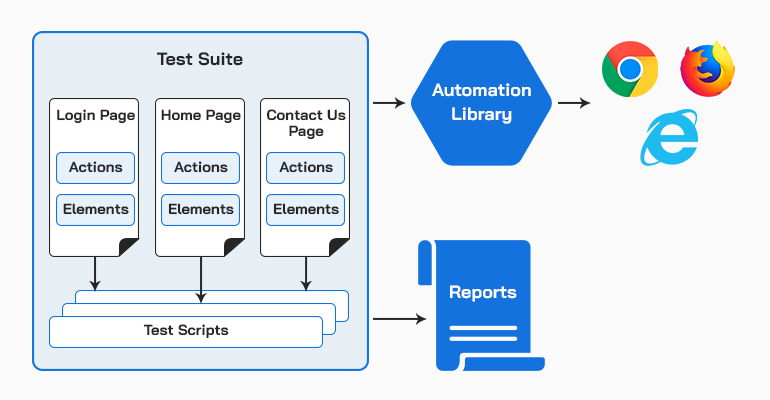 Test Suite
Login Page
Actions
Elements
Home Page
Actions
Elements
Contact Us
Page
Actions
Elements
Test Scripts
Automation
Library
Reports